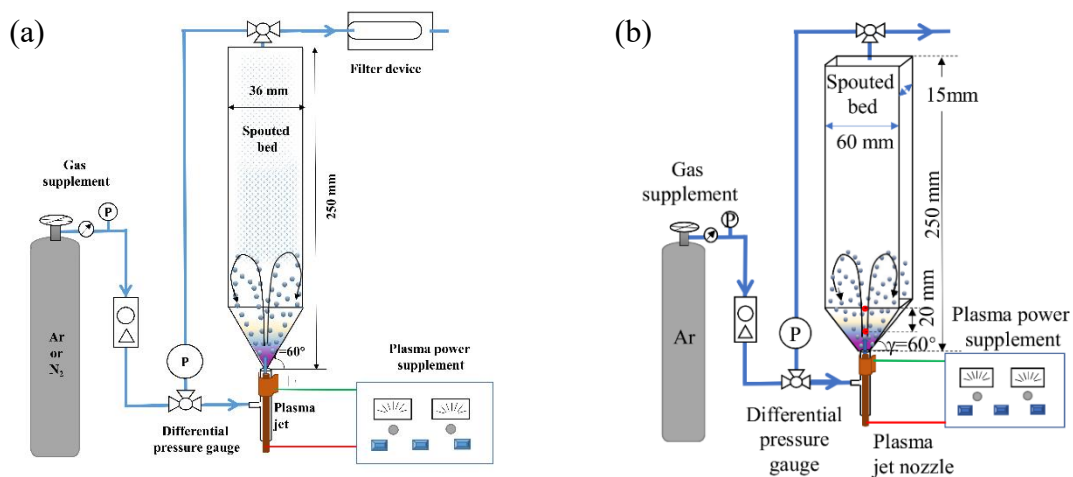 (a)
Filter device
36 mm
Spouted
bed
250 mm
Gas
supplement
P
Ar
or
N₂
P
=60°
Plasma power
supplement
Plasma
jet
Differential
pressure gauge
(b)
Spouted
bed
15mm
60 mm
Gas
supplement
P
250 mm
20 mm
Ar
P
γ=60°
Plasma power
supplement
Differential
pressure
gauge
Plasma
jet nozzle